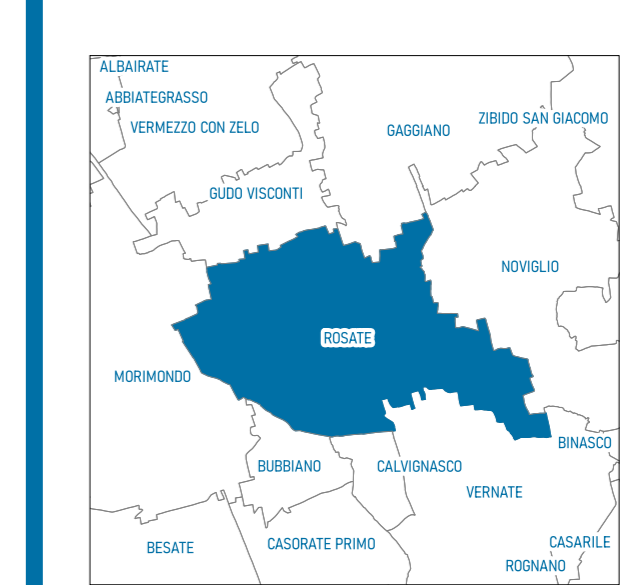 ALBAIRATE
ABBIATEGRASSO
VERMEZZO CON ZELO
GAGGIANO
ZIBIDO SAN GIACOMO
GUDO VISCONTI
NOVIGLIO
ROSATE
MORIMONDO
BINASCO
BUBBIANO
CALVIGNASCO
VERNATE
BESATE
CASORATE PRIMO
CASARILE
ROGNANO